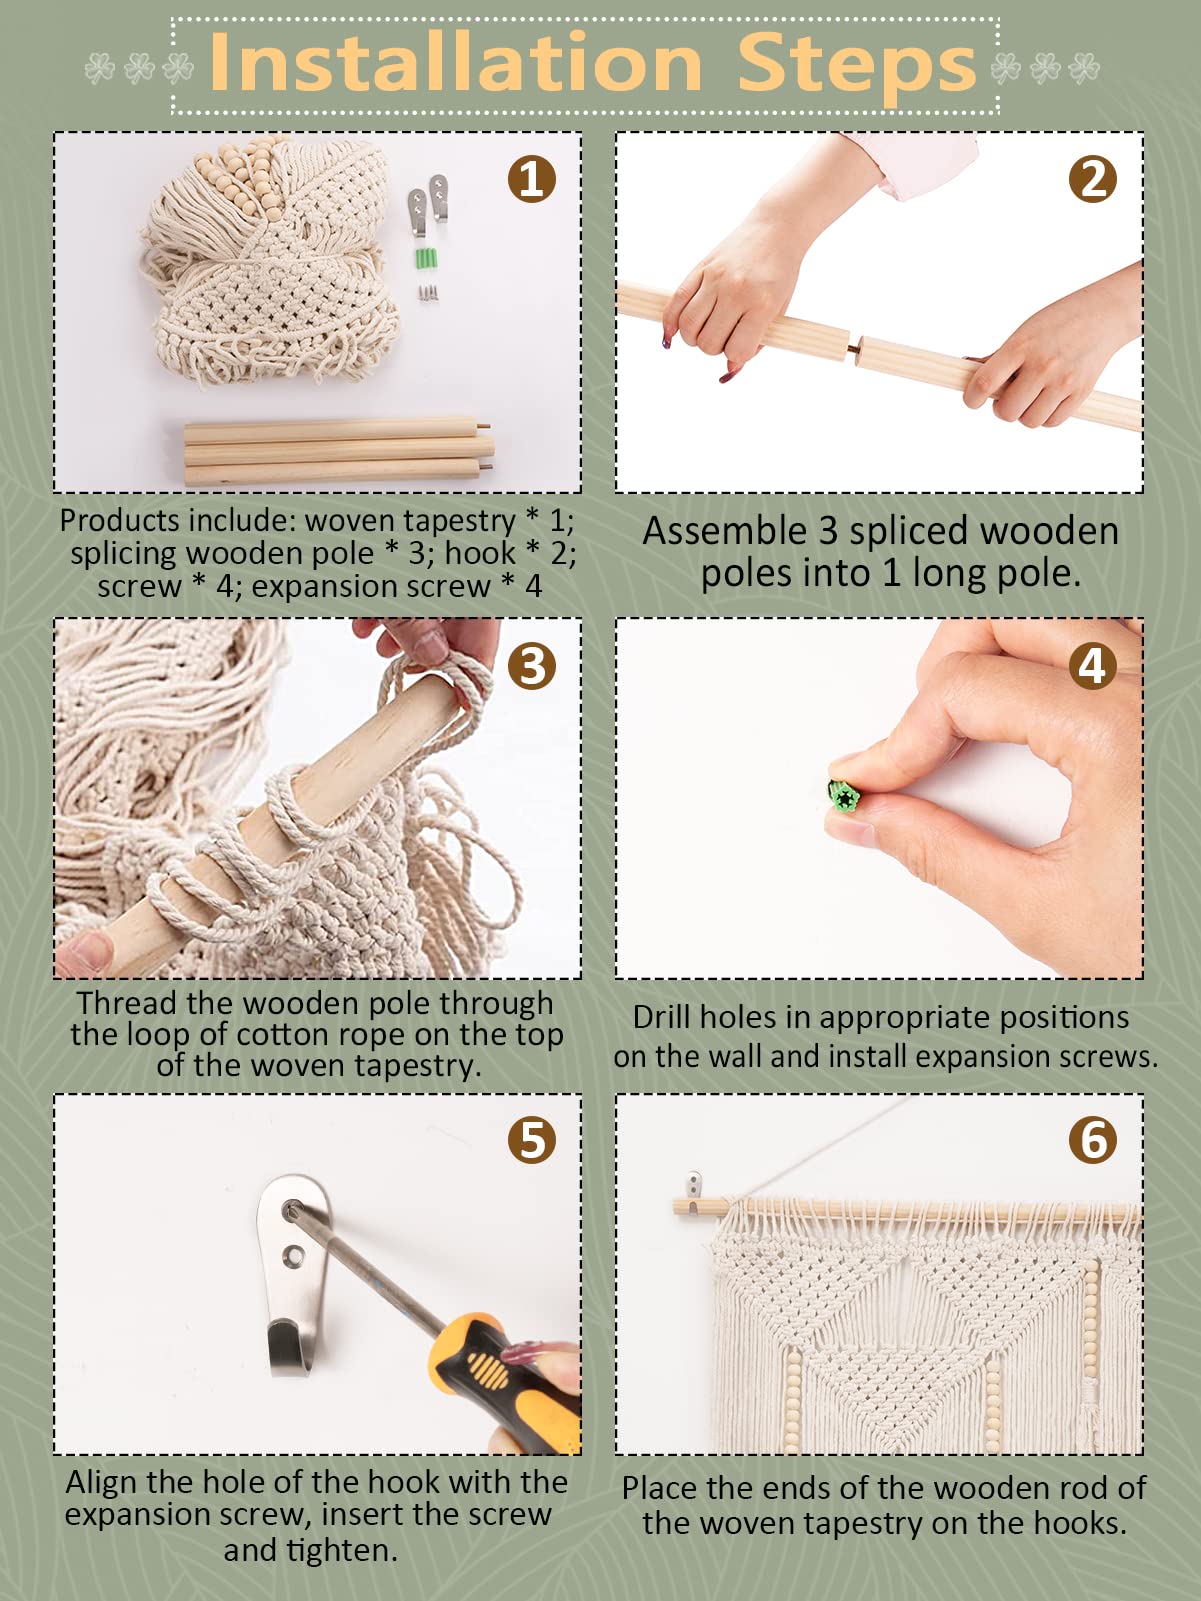 Installation Steps
1
Products include: woven tapestry * 1;
splicing wooden pole * 3; hook * 2;
screw * 4; expansion screw * 4
2
Assemble 3 spliced wooden
poles into 1 long pole.
3
Thread the wooden pole through
the loop of cotton rope on the top
of the woven tapestry.
4
Drill holes in appropriate positions
on the wall and install expansion screws.
5
Align the hole of the hook with the
expansion screw, insert the screw
and tighten.
6
Place the ends of the wooden rod of
the woven tapestry on the hooks.